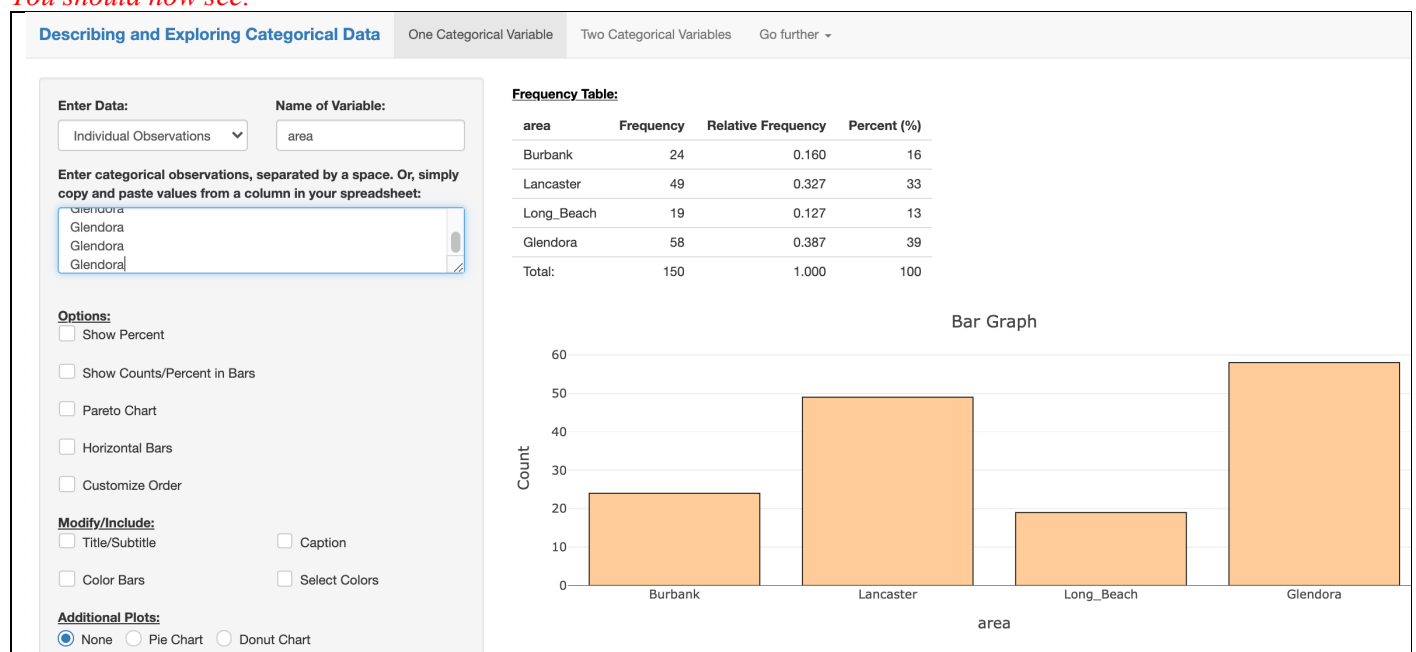 You should now see:
Describing and Exploring Categorical Data One Categorical Variable Two Categorical Variables Go further
Enter Data: Name of Variable:
Individual Observations area
Enter categorical observations, separated by a space. Or, simply
copy and paste values from a column in your spreadsheet:
Glendora
Glendora
Glendora
Glendora
Options:
Show Percent
Show Counts/Percent in Bars
Pareto Chart
Horizontal Bars
Customize Order
Modify/Include:
Title/Subtitle Caption
Color Bars Select Colors
Additional Plots:
None Pie Chart Donut Chart
Frequency Table:
area Frequency Relative Frequency Percent (%)
Burbank 24 0.160 16
Lancaster 49 0.327 33
Long_Beach 19 0.127 13
Glendora 58 0.387 39
Total: 150 1.000 100
Bar Graph
60
50
40
30
20
10
0
Count
Burbank Lancaster Long_Beach Glendora
area